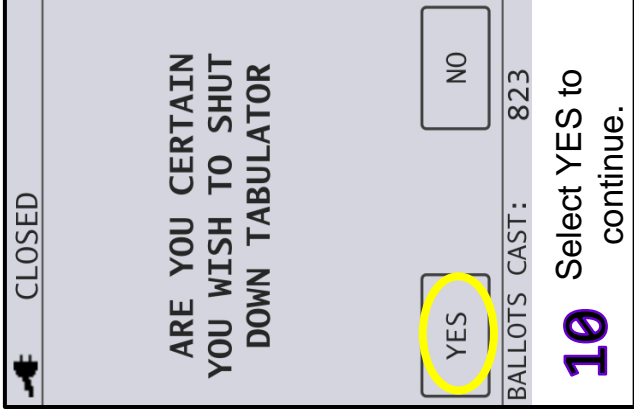 CLOSED
ARE YOU CERTAIN
YOU WISH TO SHUT
DOWN TABULATOR
YES NO
BALLOTS CAST: 823
10 Select YES to
continue.